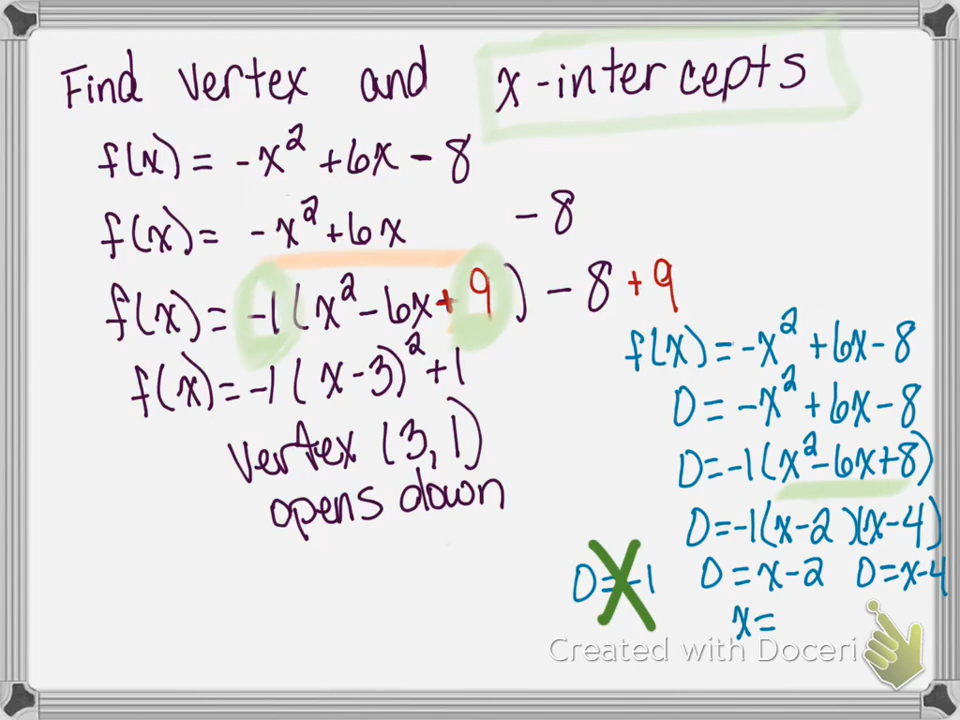 Find vertex and x-intercepts
f(x) = -x² + 6x - 8
f(x) = -x² + 6x - 8
f(x) = -1(x² - 6x + 9) - 8 + 9
f(x) = -1(x - 3)² + 1
vertex (3, 1)
opens down
f(x) = -x² + 6x - 8
0 = -x² + 6x - 8
0 = -1(x² - 6x + 8)
0 = -1(x - 2)(x - 4)
0 = -1 0 = x - 2 0 = x - 4
x =
Created with Doceri